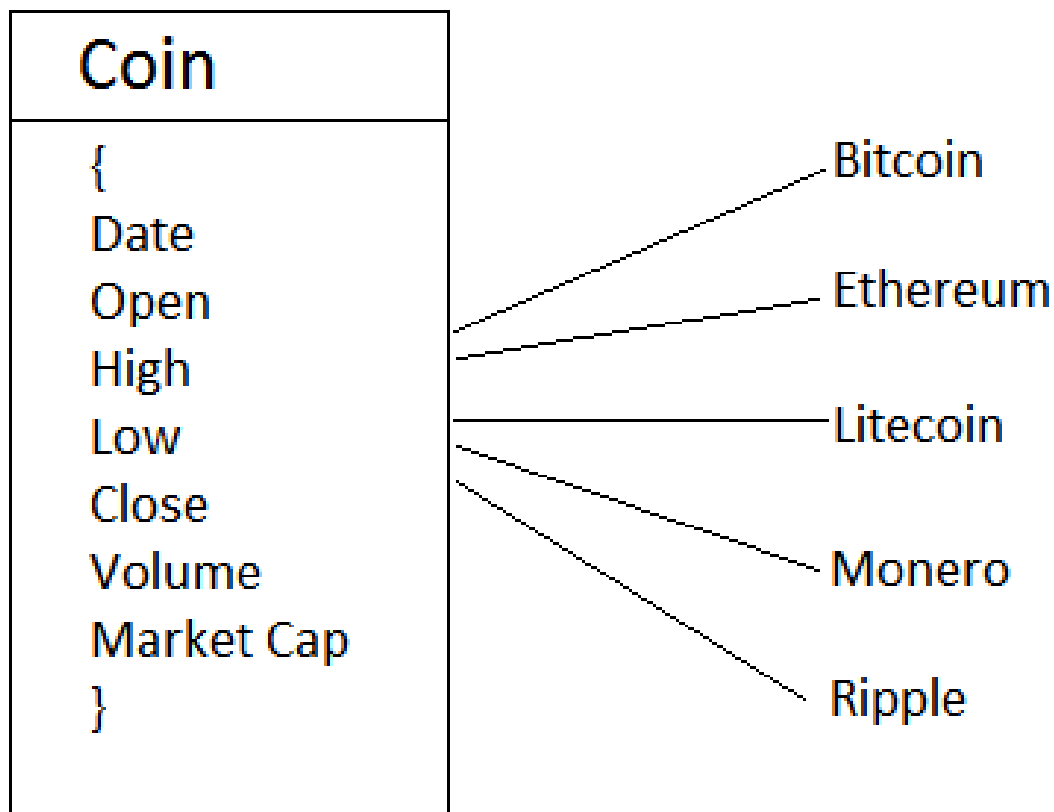 Coin
{
Date
Open
High
Low
Close
Volume
Market Cap
}
Bitcoin
Ethereum
Litecoin
Monero
Ripple